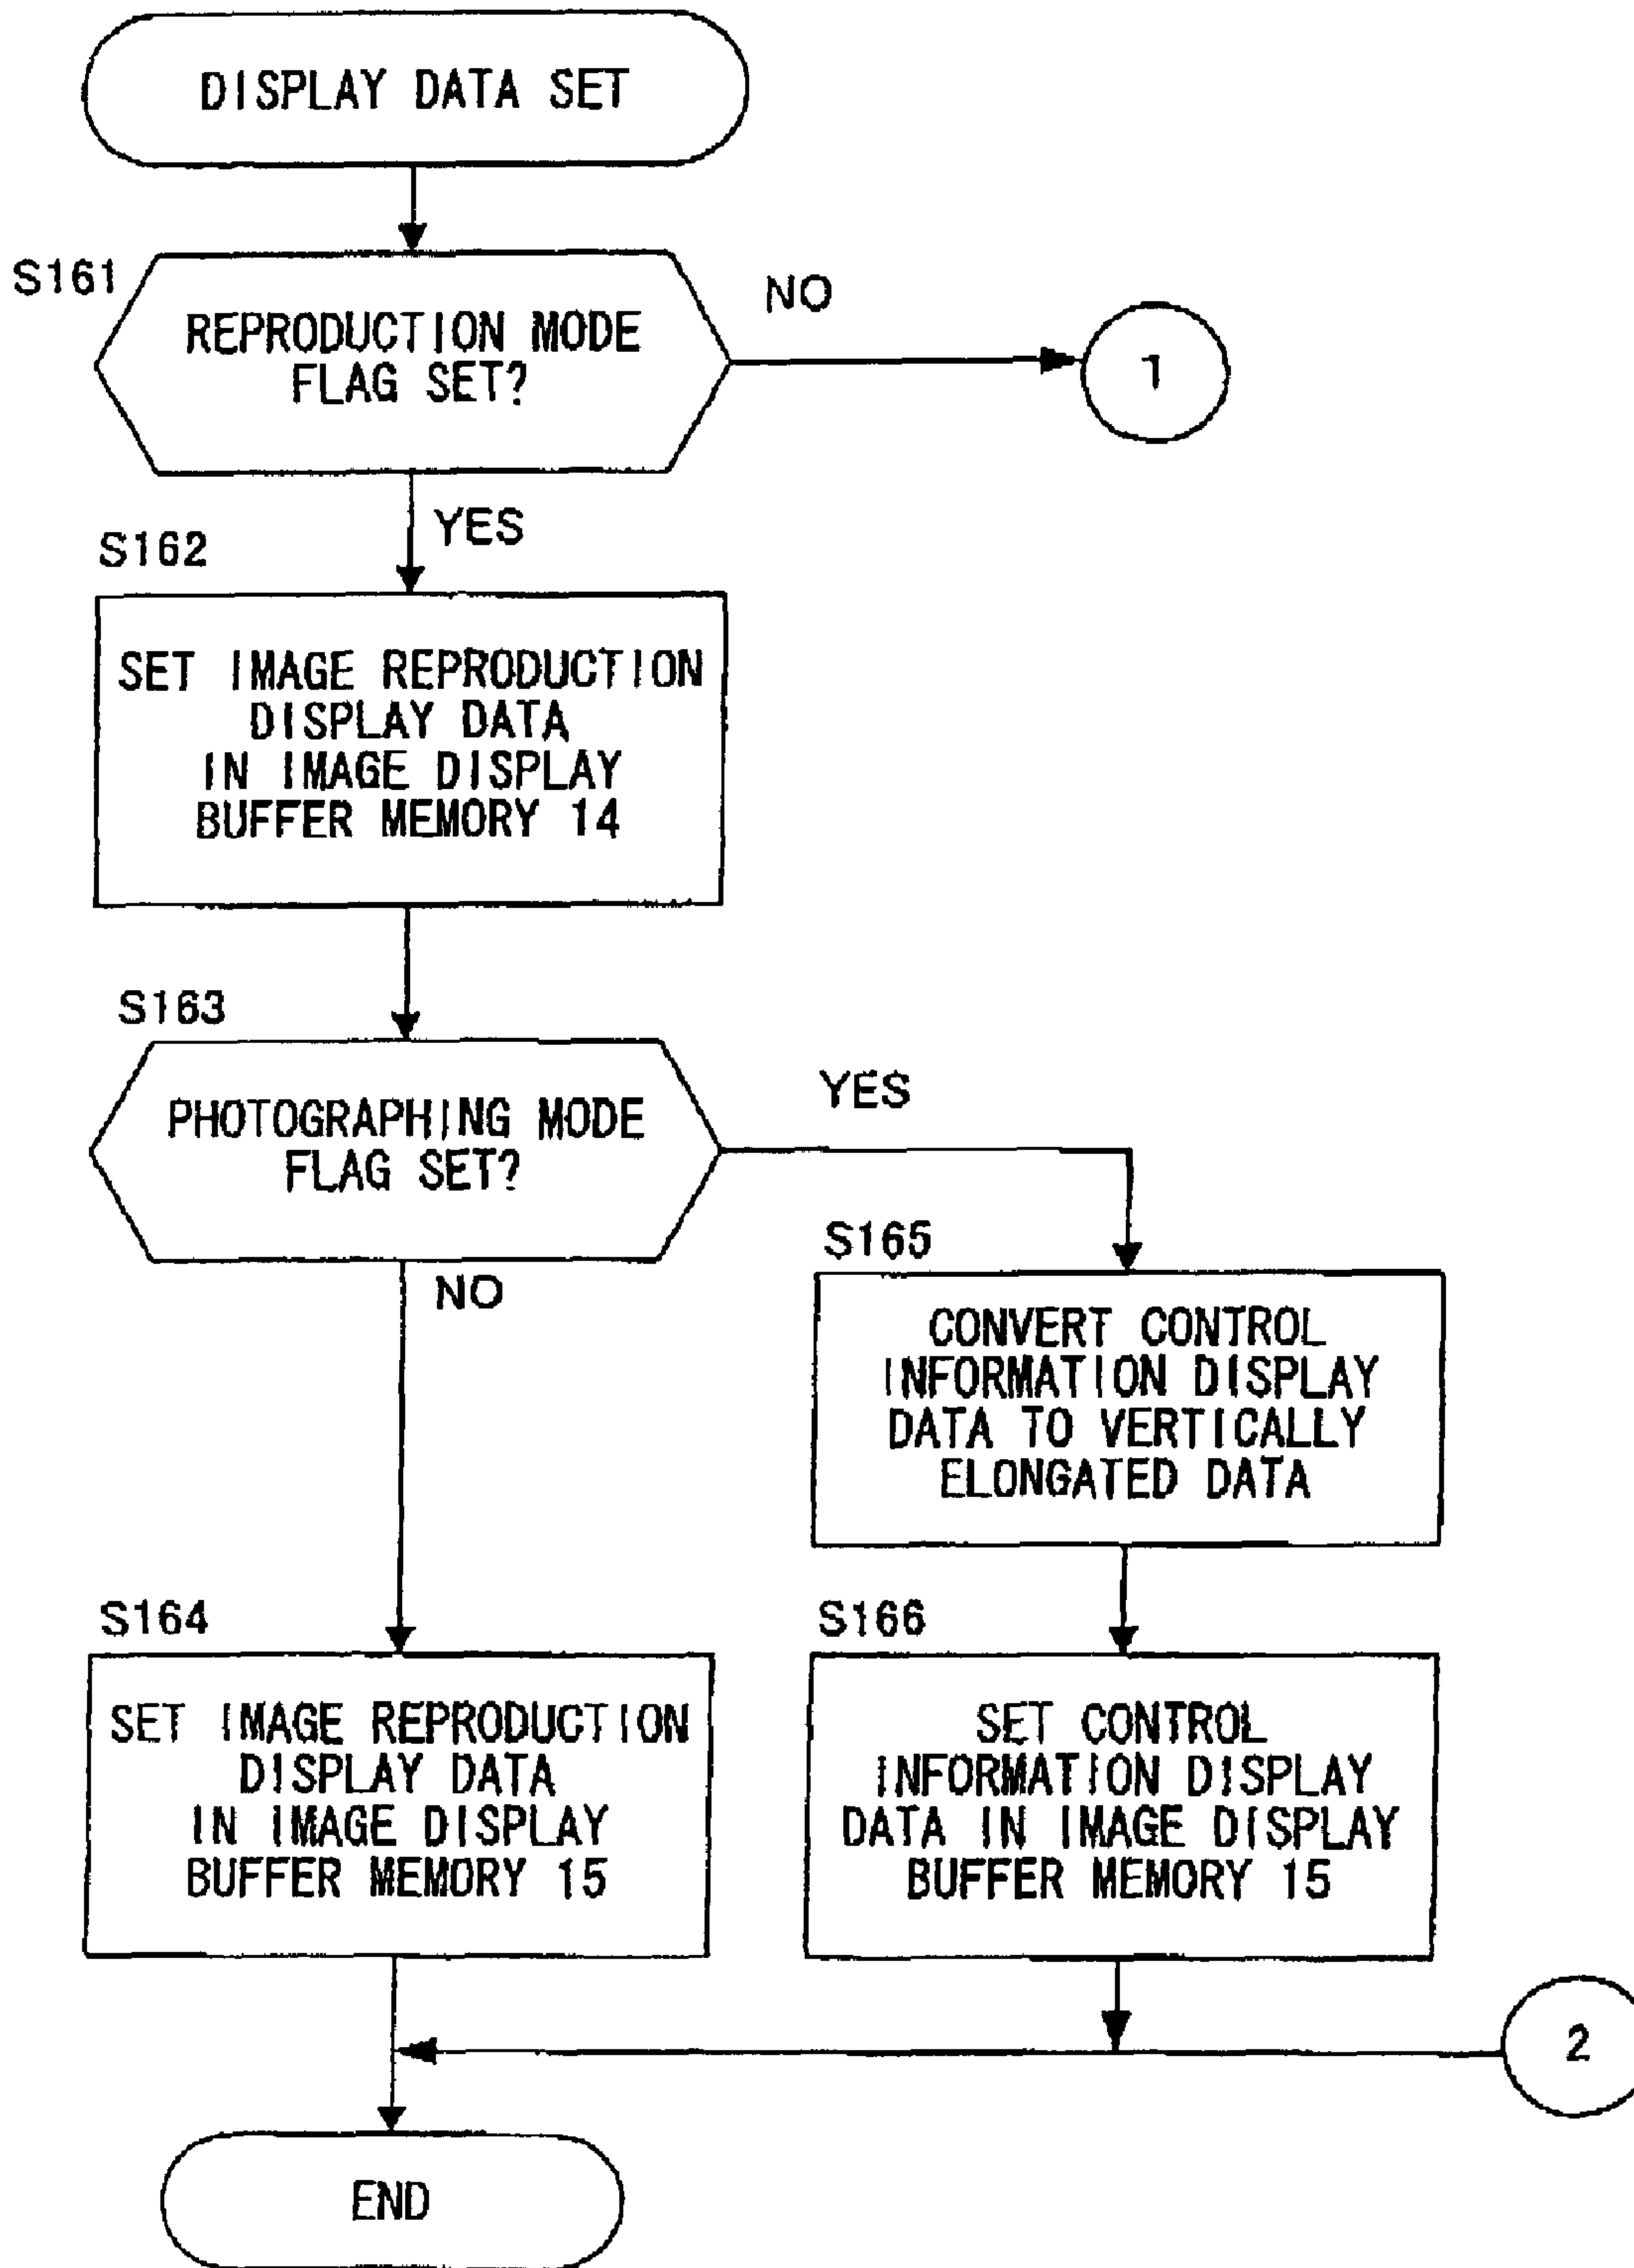 DISPLAY DATA SET
S161
REPRODUCTION MODE
FLAG SET?
NO
1
YES
S162
SET IMAGE REPRODUCTION
DISPLAY DATA
IN IMAGE DISPLAY
BUFFER MEMORY 14
S163
PHOTOGRAPHING MODE
FLAG SET?
YES
NO
S165
CONVERT CONTROL
INFORMATION DISPLAY
DATA TO VERTICALLY
ELONGATED DATA
S164
SET IMAGE REPRODUCTION
DISPLAY DATA
IN IMAGE DISPLAY
BUFFER MEMORY 15
S166
SET CONTROL
INFORMATION DISPLAY
DATA IN IMAGE DISPLAY
BUFFER MEMORY 15
2
END